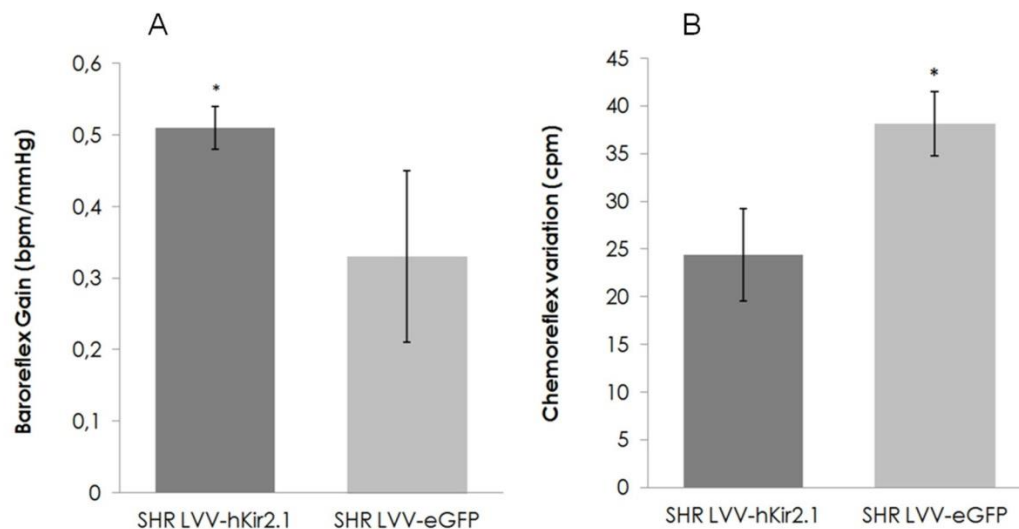 A
Baroreflex Gain (bpm/mmHg)
0,6
0,5
0,4
0,3
0,2
0,1
0
*
SHR LVV-hKir2.1
SHR LVV-eGFP
B
Chemoreflex variation (cpm)
45
40
35
30
25
20
15
10
5
0
*
SHR LVV-hKir2.1
SHR LVV-eGFP